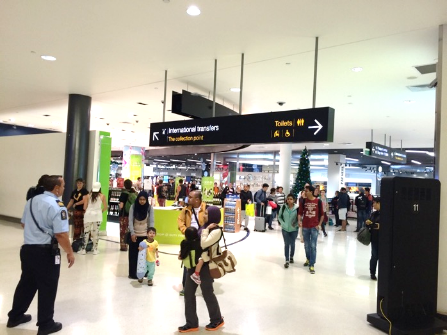 International transfers
The collection point
Toilets
11